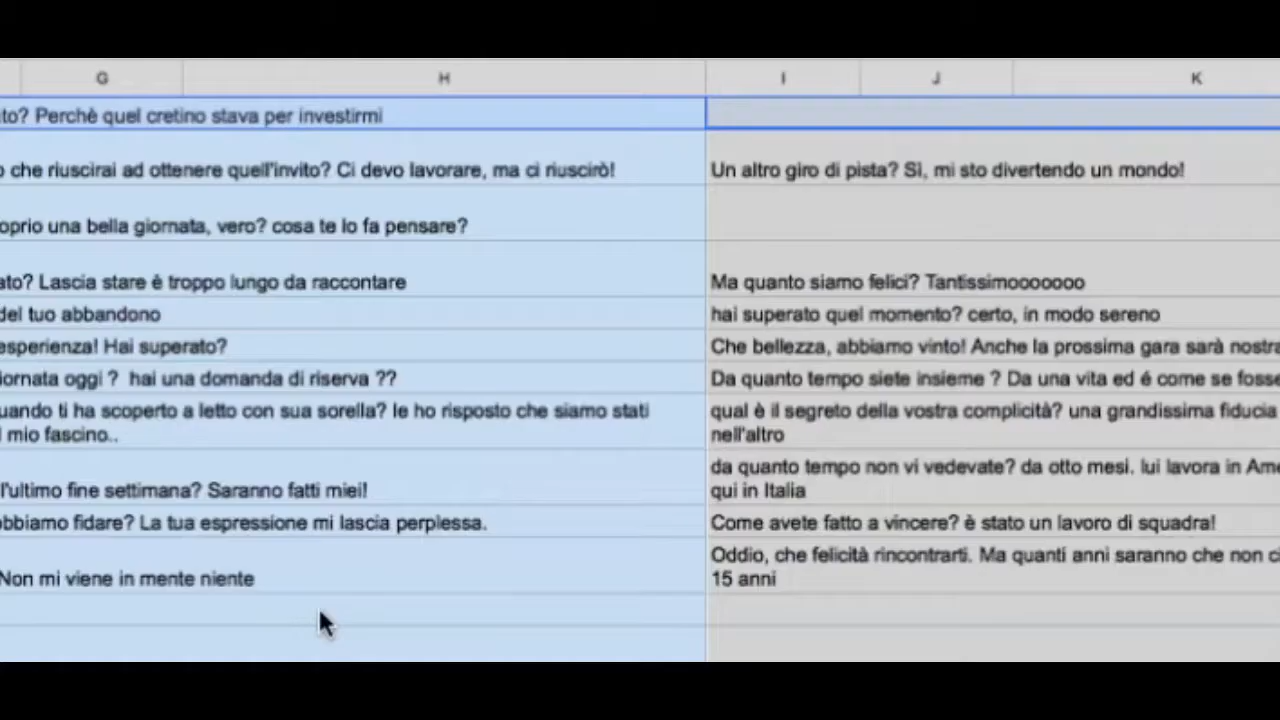 G H I J K
to? Perchè quel cretino stava per investirmi
o che riuscirai ad ottenere quell'invito? Ci devo lavorare, ma ci riuscirò!
Un altro giro di pista? Sì, mi sto divertendo un mondo!
oprio una bella giornata, vero? cosa te lo fa pensare?
ato? Lascia stare è troppo lungo da raccontare
Ma quanto siamo felici? Tantissimooooooo
del tuo abbandono
hai superato quel momento? certo, in modo sereno
esperienza! Hai superato?
Che bellezza, abbiamo vinto! Anche la prossima gara sarà nostra
iornata oggi ? hai una domanda di riserva ??
Da quanto tempo siete insieme ? Da una vita ed é come se fosse
uando ti ha scoperto a letto con sua sorella? le ho risposto che siamo stati
l mio fascino..
qual è il segreto della vostra complicità? una grandissima fiducia
nell'altro
l'ultimo fine settimana? Saranno fatti miei!
da quanto tempo non vi vedevate? da otto mesi. lui lavora in Ame
qui in Italia
obbiamo fidare? La tua espressione mi lascia perplessa.
Come avete fatto a vincere? è stato un lavoro di squadra!
Non mi viene in mente niente
Oddio, che felicità rincontrarti. Ma quanti anni saranno che non ci
15 anni